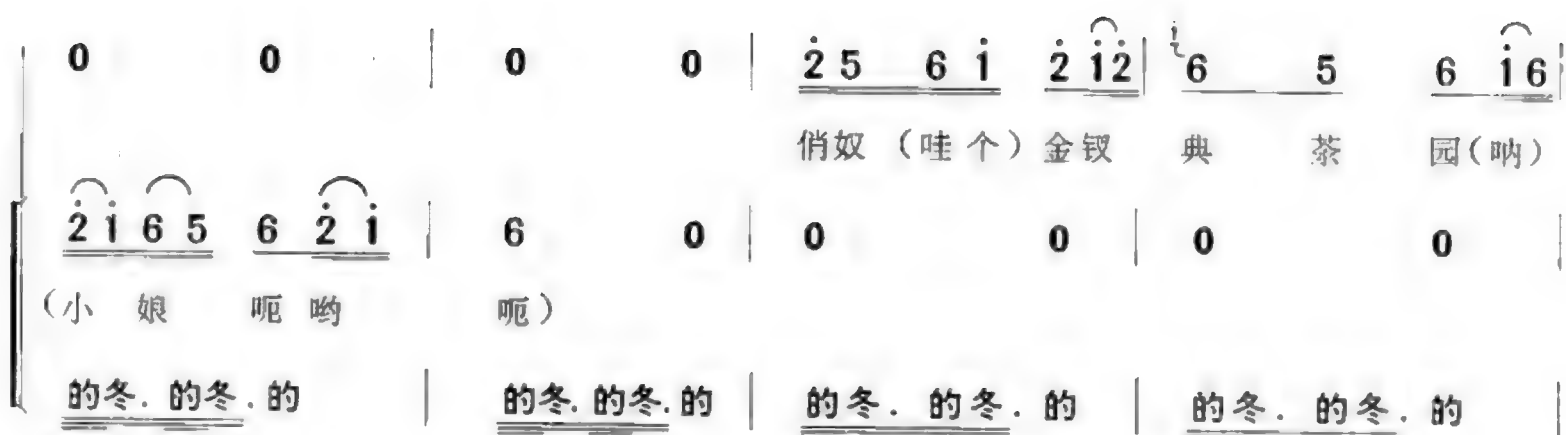 0 0 | 0 0 | 2̇ 5 6 1̇ 2̇ 1̇ 2̇ | 6 5 6 1̇ 6 |
俏奴（哇个）金钗 典 茶 园（呐）
2̇ 1̇ 6 5 6 2̇ 1̇ | 6 0 | 0 0 | 0 0 |
（小 娘 呃 哟 呃）
的冬. 的冬. 的 | 的冬. 的冬. 的 | 的冬. 的冬. 的 | 的冬. 的冬. 的 |